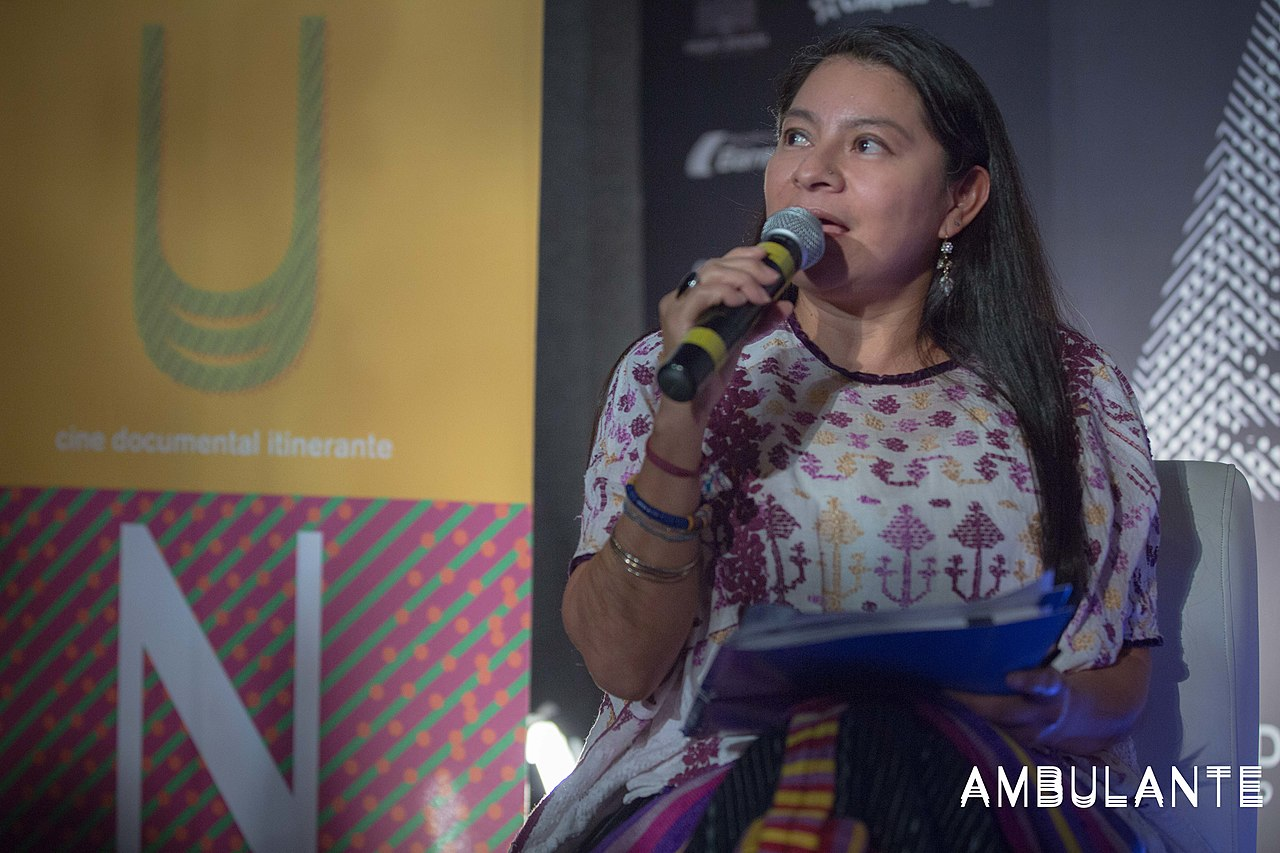 U
cine documental itinerante
N
AMBULANTE